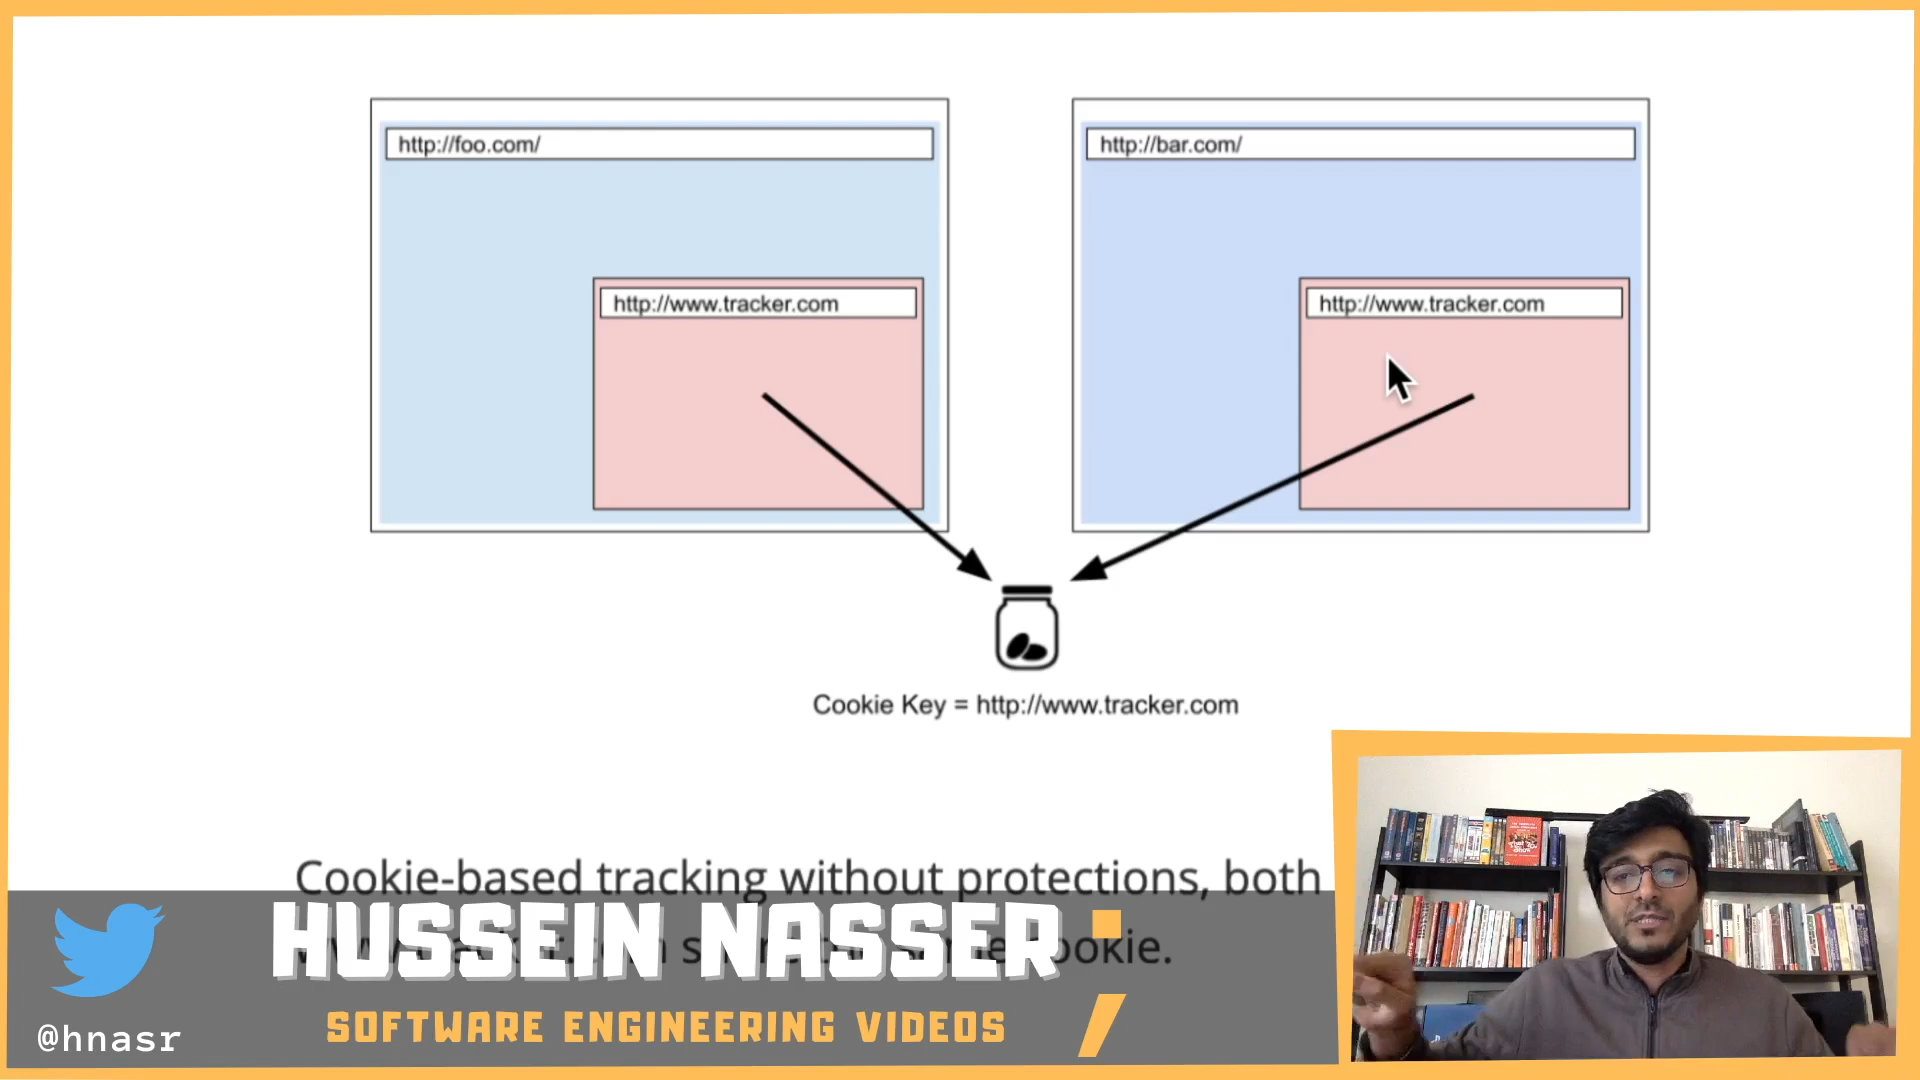 http://foo.com/
http://bar.com/
http://www.tracker.com
http://www.tracker.com
Cookie Key = http://www.tracker.com
Cookie-based tracking without protections, both
cookie.
HUSSEIN NASSER ;
@hnasr
SOFTWARE ENGINEERING VIDEOS